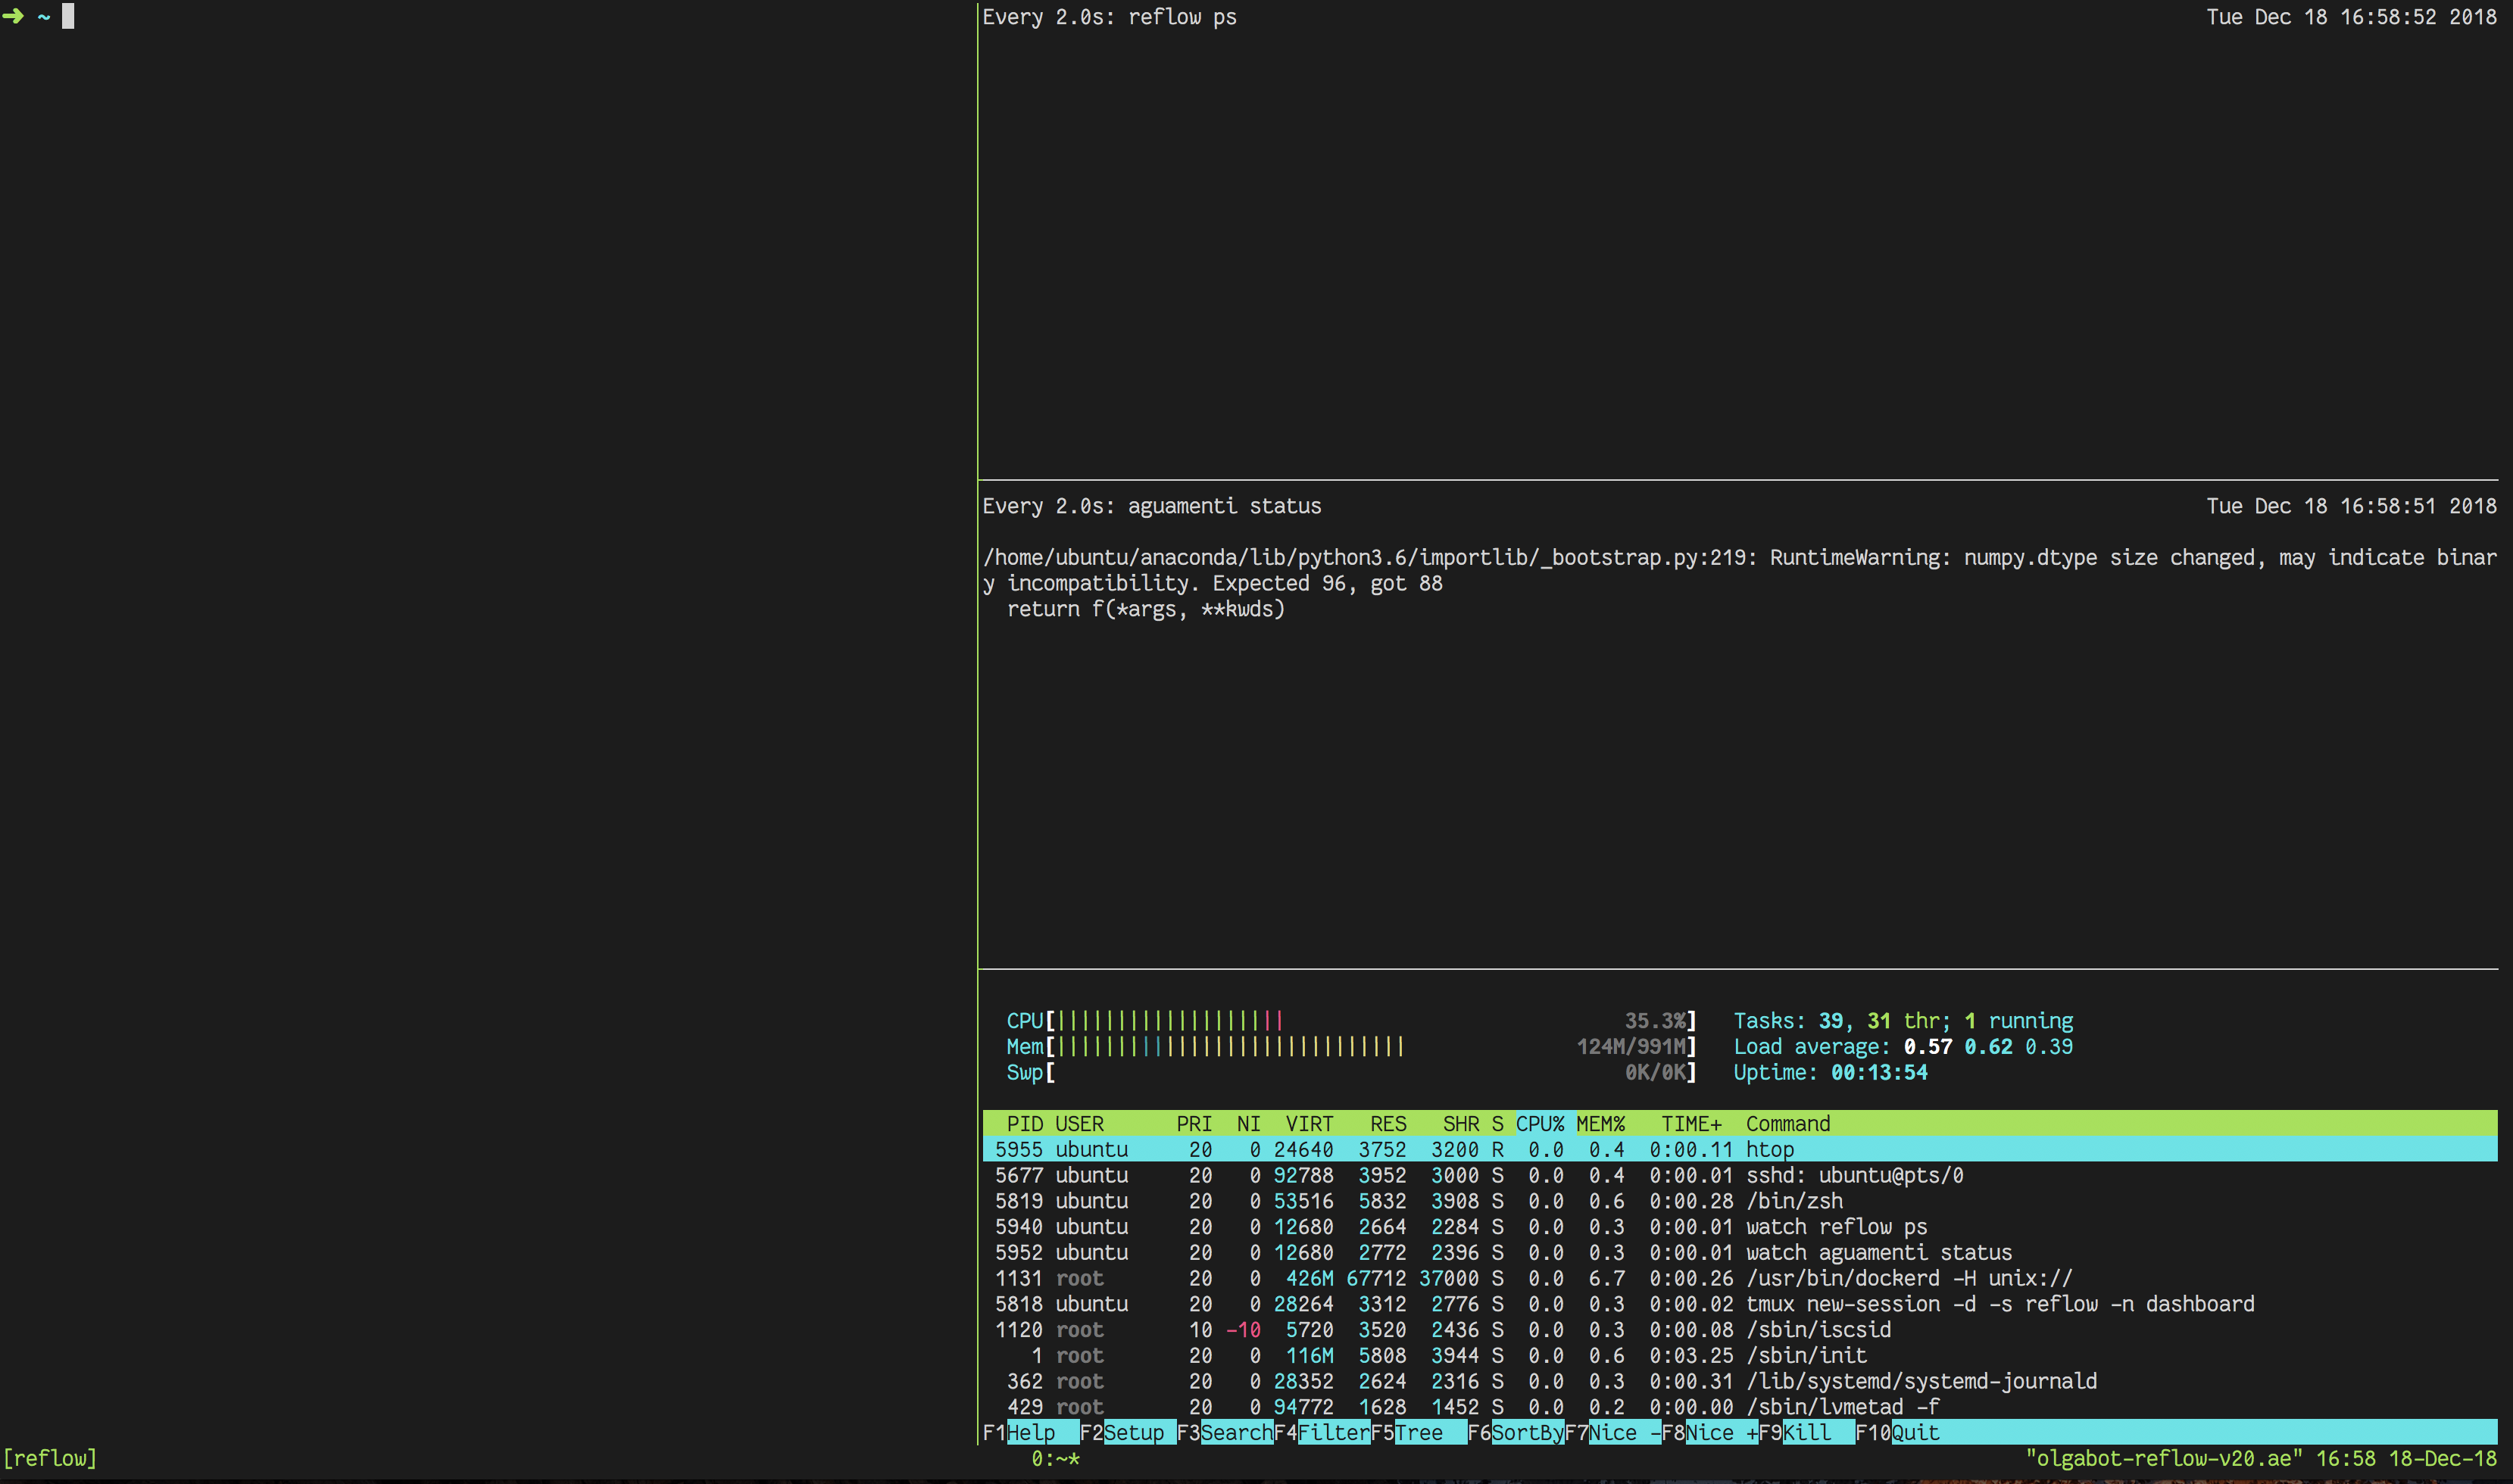 ➜ ~
Every 2.0s: reflow ps Tue Dec 18 16:58:52 2018
Every 2.0s: aguamenti status Tue Dec 18 16:58:51 2018
/home/ubuntu/anaconda/lib/python3.6/importlib/_bootstrap.py:219: RuntimeWarning: numpy.dtype size changed, may indicate binar
y incompatibility. Expected 96, got 88
  return f(*args, **kwds)
CPU[||||||||||||||||||| 35.3%] Tasks: 39, 31 thr; 1 running
Mem[||||||||||||||||||||||||||||| 124M/991M] Load average: 0.57 0.62 0.39
Swp[ 0K/0K] Uptime: 00:13:54
PID USER PRI NI VIRT RES SHR S CPU% MEM% TIME+ Command
5955 ubuntu 20 0 24640 3752 3200 R 0.0 0.4 0:00.11 htop
5677 ubuntu 20 0 92788 3952 3000 S 0.0 0.4 0:00.01 sshd: ubuntu@pts/0
5819 ubuntu 20 0 53516 5832 3908 S 0.0 0.6 0:00.28 /bin/zsh
5940 ubuntu 20 0 12680 2664 2284 S 0.0 0.3 0:00.01 watch reflow ps
5952 ubuntu 20 0 12680 2772 2396 S 0.0 0.3 0:00.01 watch aguamenti status
1131 root 20 0 426M 67712 37000 S 0.0 6.7 0:00.26 /usr/bin/dockerd -H unix://
5818 ubuntu 20 0 28264 3312 2776 S 0.0 0.3 0:00.02 tmux new-session -d -s reflow -n dashboard
1120 root 10 -10 5720 3520 2436 S 0.0 0.3 0:00.08 /sbin/iscsid
1 root 20 0 116M 5808 3944 S 0.0 0.6 0:03.25 /sbin/init
362 root 20 0 28352 2624 2316 S 0.0 0.3 0:00.31 /lib/systemd/systemd-journald
429 root 20 0 94772 1628 1452 S 0.0 0.2 0:00.00 /sbin/lvmetad -f
F1Help F2Setup F3SearchF4FilterF5Tree F6SortByF7Nice -F8Nice +F9Kill F10Quit
[reflow] 0:~* "olgabot-reflow-v20.ae" 16:58 18-Dec-18